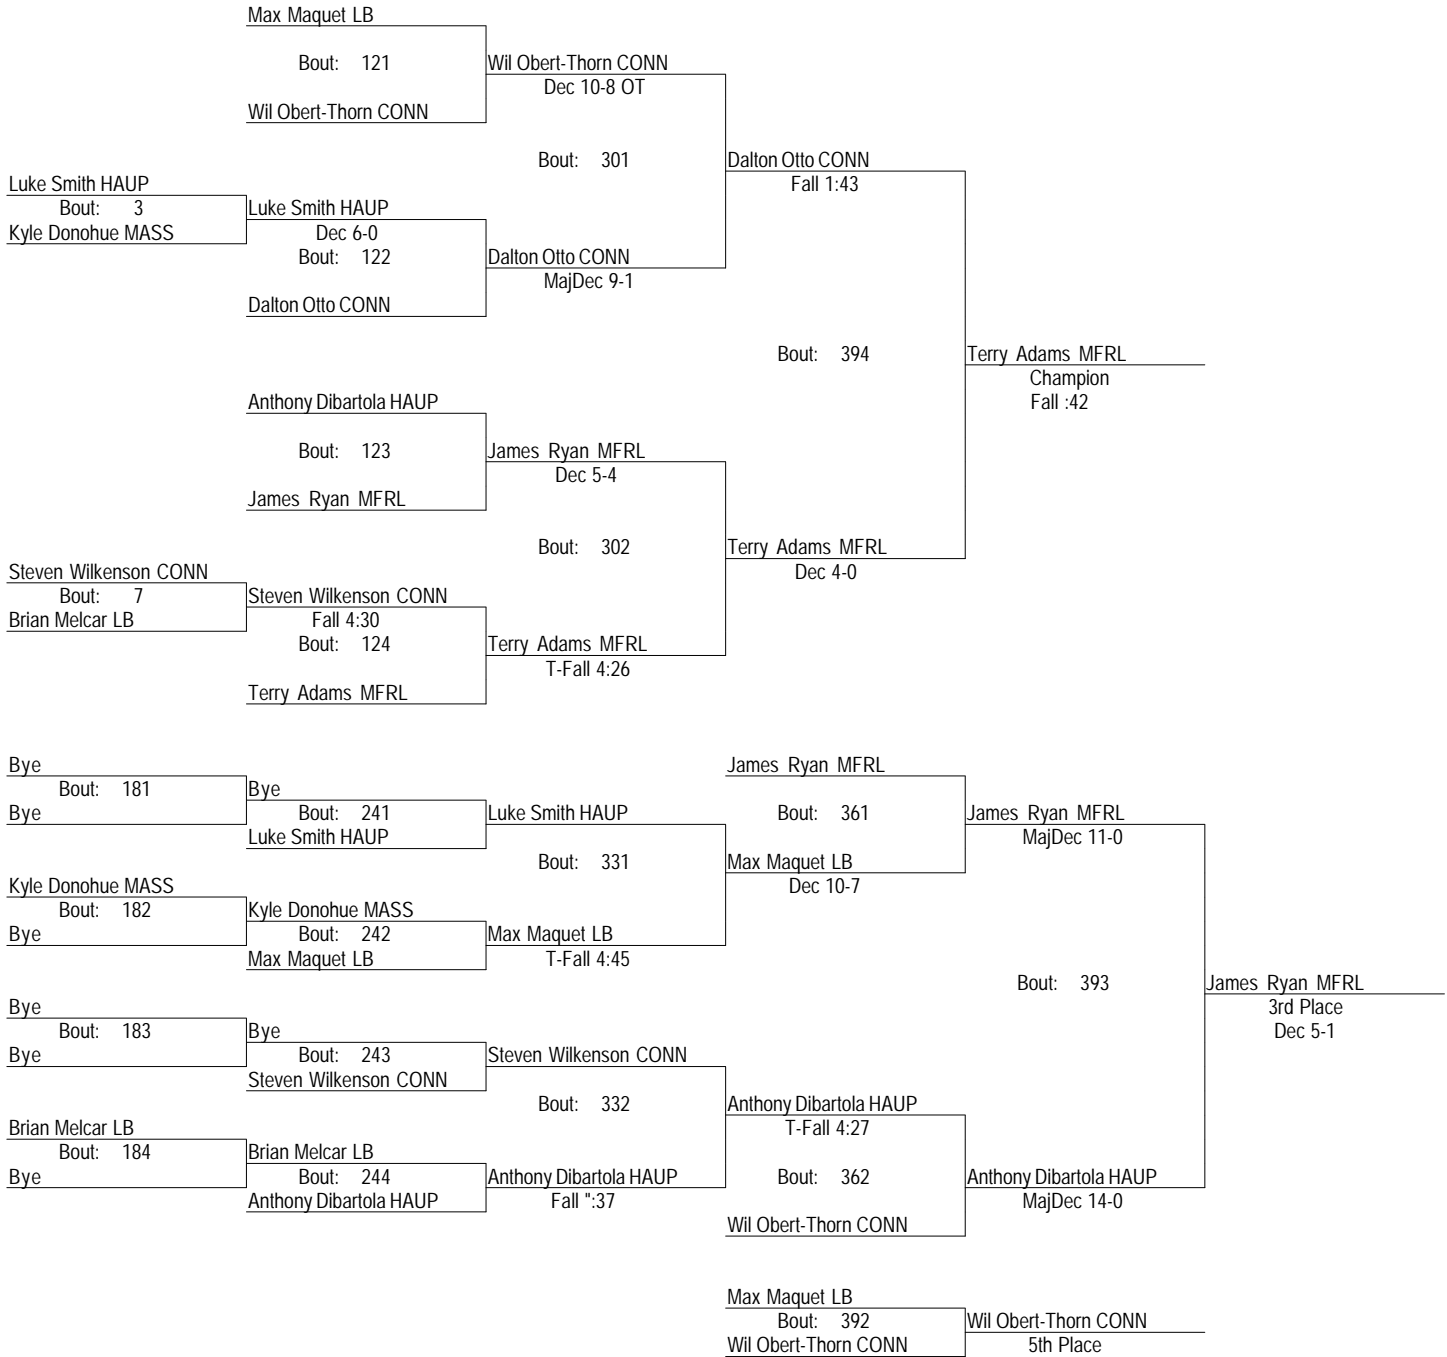 Max Maquet LB
Bout: 121
Wil Obert-Thorn CONN
Dec 10-8 OT
Wil Obert-Thorn CONN
Bout: 301
Dalton Otto CONN
Fall 1:43
Luke Smith HAUP
Bout: 3
Kyle Donohue MASS
Luke Smith HAUP
Dec 6-0
Bout: 122
Dalton Otto CONN
MajDec 9-1
Dalton Otto CONN
Bout: 394
Terry Adams MFRL
Champion
Fall :42
Anthony Dibartola HAUP
Bout: 123
James Ryan MFRL
Dec 5-4
James Ryan MFRL
Bout: 302
Terry Adams MFRL
Dec 4-0
Steven Wilkenson CONN
Bout: 7
Brian Melcar LB
Steven Wilkenson CONN
Fall 4:30
Bout: 124
Terry Adams MFRL
T-Fall 4:26
Terry Adams MFRL
Bye
Bout: 181
Bye
Bye
Bout: 241
Luke Smith HAUP
Luke Smith HAUP
Bout: 331
James Ryan MFRL
Bout: 361
Max Maquet LB
Dec 10-7
James Ryan MFRL
MajDec 11-0
Kyle Donohue MASS
Bout: 182
Bye
Kyle Donohue MASS
Bout: 242
Max Maquet LB
Max Maquet LB
T-Fall 4:45
Bout: 393
James Ryan MFRL
3rd Place
Dec 5-1
Bye
Bout: 183
Bye
Bye
Bout: 243
Steven Wilkenson CONN
Steven Wilkenson CONN
Bout: 332
Anthony Dibartola HAUP
T-Fall 4:27
Brian Melcar LB
Bout: 184
Bye
Brian Melcar LB
Bout: 244
Anthony Dibartola HAUP
Anthony Dibartola HAUP
Fall ":37
Bout: 362
Wil Obert-Thorn CONN
Anthony Dibartola HAUP
MajDec 14-0
Max Maquet LB
Bout: 392
Wil Obert-Thorn CONN
Wil Obert-Thorn CONN
5th Place